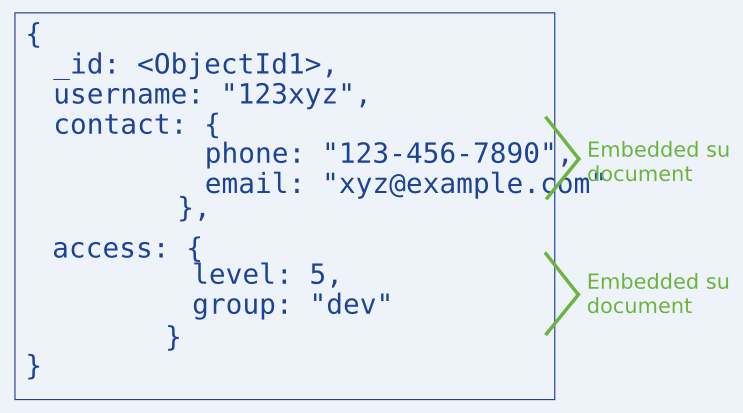 {
_id: <ObjectId1>,
username: "123xyz",
contact: {
phone: "123-456-7890",
email: "xyz@example.com"
},
Embedded su
document
access: {
level: 5,
group: "dev"
}
Embedded su
document
}